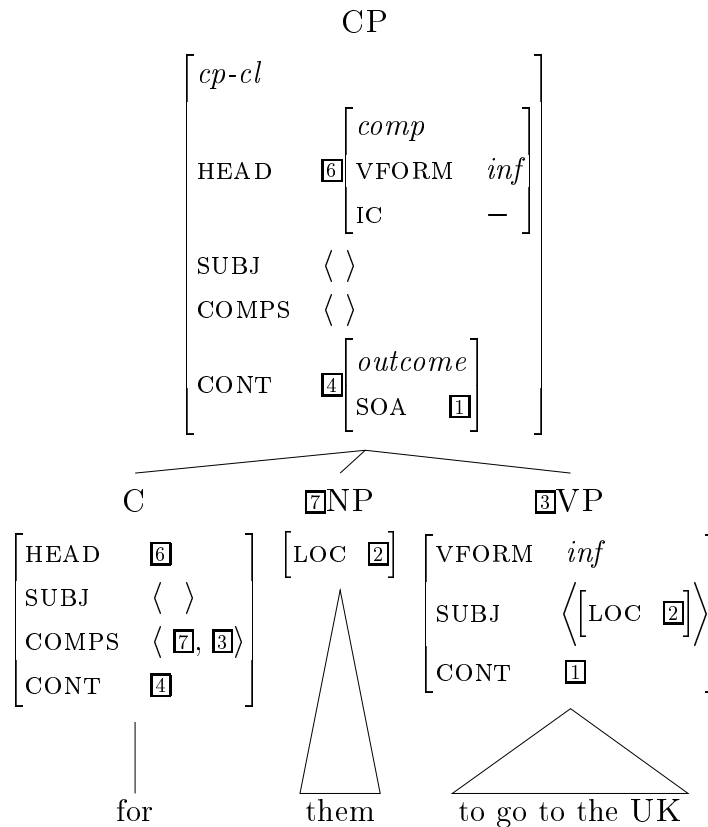 CP
cp-cl
comp
HEAD 6 VFORM inf
IC –
SUBJ ⟨ ⟩
COMPS ⟨ ⟩
outcome
CONT 4
SOA 1
C 7NP 3VP
HEAD 6 [LOC 2] VFORM inf
SUBJ ⟨ ⟩ SUBJ ⟨[LOC 2]⟩
COMPS ⟨ 7, 3⟩
CONT 4 CONT 1
for them to go to the UK